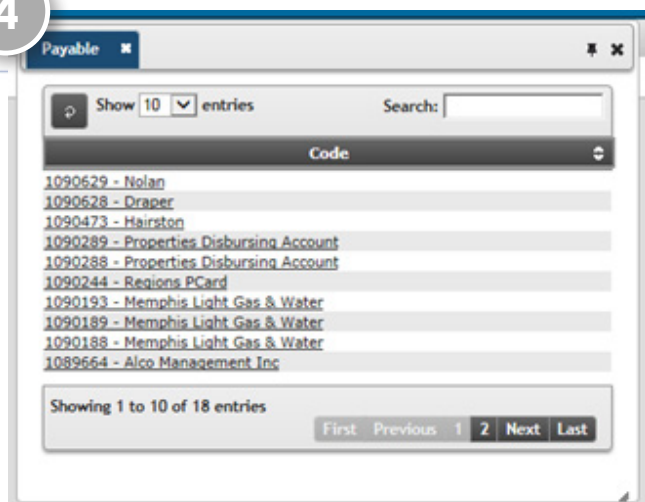 4
Payable
Show 10 entries Search:
Code
1090629 - Nolan
1090628 - Draper
1090473 - Hairston
1090289 - Properties Disbursing Account
1090288 - Properties Disbursing Account
1090244 - Regions PCard
1090193 - Memphis Light Gas & Water
1090189 - Memphis Light Gas & Water
1090188 - Memphis Light Gas & Water
1089664 - Alco Management Inc
Showing 1 to 10 of 18 entries
First Previous 1 2 Next Last